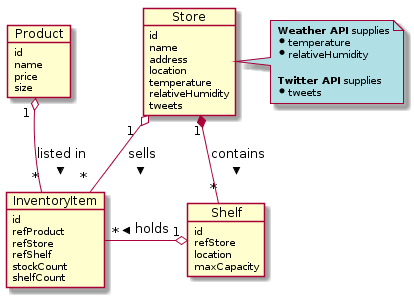 Product
id
name
price
size
Store
id
name
address
location
temperature
relativeHumidity
tweets
Weather API supplies
• temperature
• relativeHumidity
Twitter API supplies
• tweets
1
1
1
listed in
▼
sells
▼
contains
▼
*
*
*
InventoryItem
id
refProduct
refStore
refShelf
stockCount
shelfCount
* ◀ holds 1
Shelf
id
refStore
location
maxCapacity